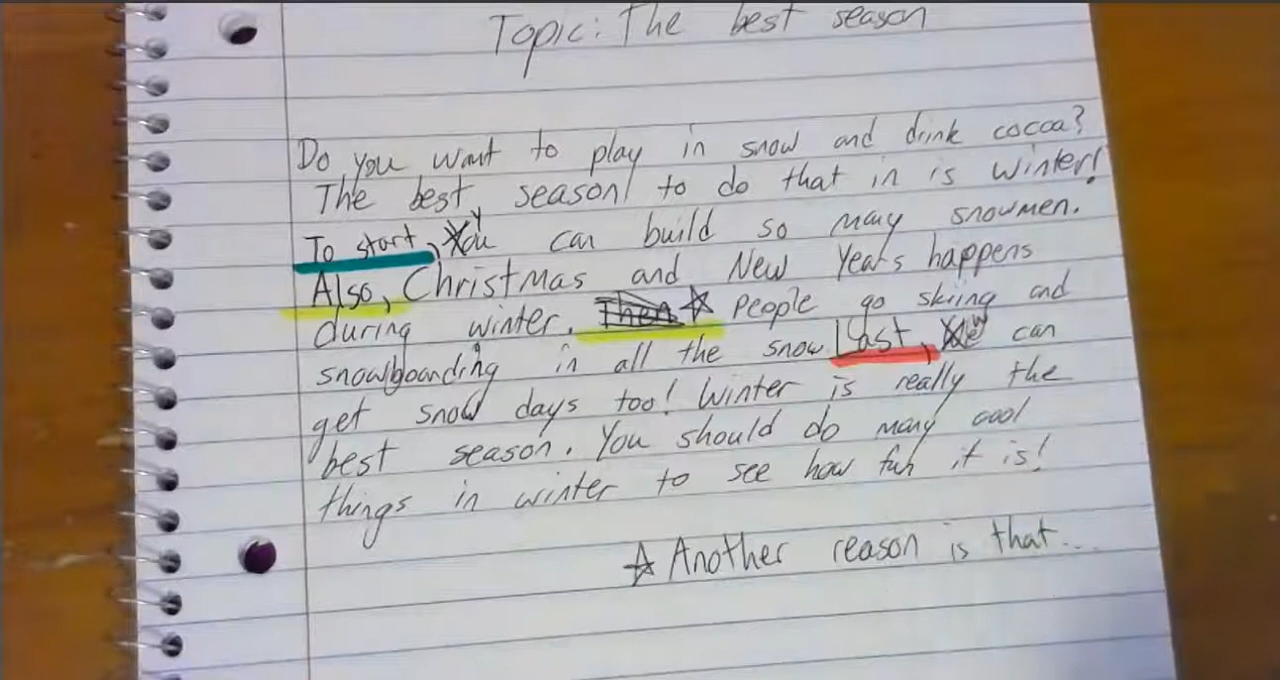 Topic: The best season
Do you want to play in snow and drink cocoa?
The best season to do that in is winter!
To start, you can build so many snowmen.
Also, Christmas and New Years happens
during winter. Then ☆ People go skiing and
snowboarding in all the snow. Last, we can
get snow days too! Winter is really the
best season. You should do many cool
things in winter to see how fun it is!
☆ Another reason is that...